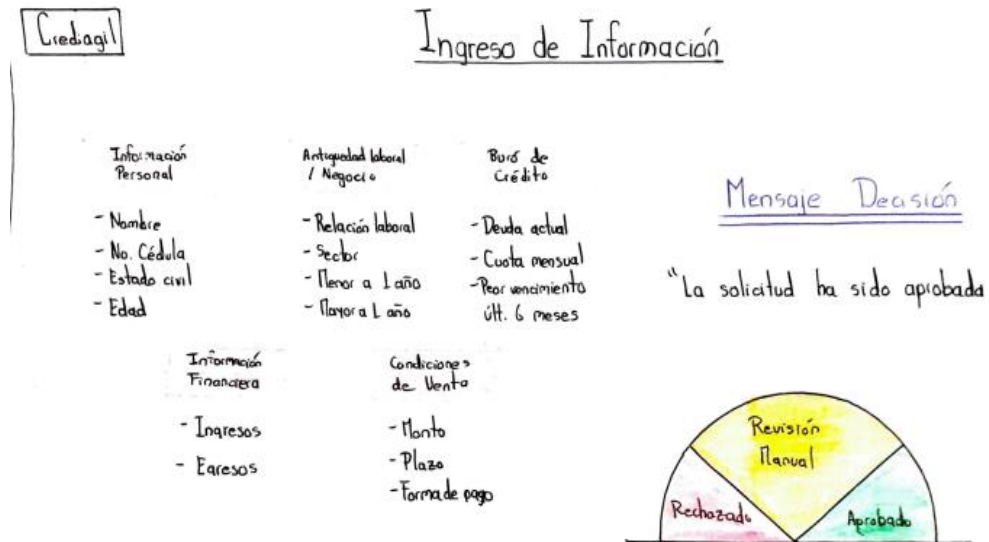 Crediagil
Ingreso de Información
Información
Personal
- Nombre
- No. Cédula
- Estado civil
- Edad
Antiguedad laboral
/ Negocio
- Relación laboral
- Sector
- Menor a 1 año
- Mayor a 1 año
Buró de
Crédito
- Deuda actual
- Cuota mensual
- Peor vencimiento
últ. 6 meses
Mensaje Decisión
"La solicitud ha sido aprobada
Información
Financiera
- Ingresos
- Egresos
Condiciones
de Venta
- Monto
- Plazo
- Forma de pago
Revisión
Manual
Rechazado
Aprobado